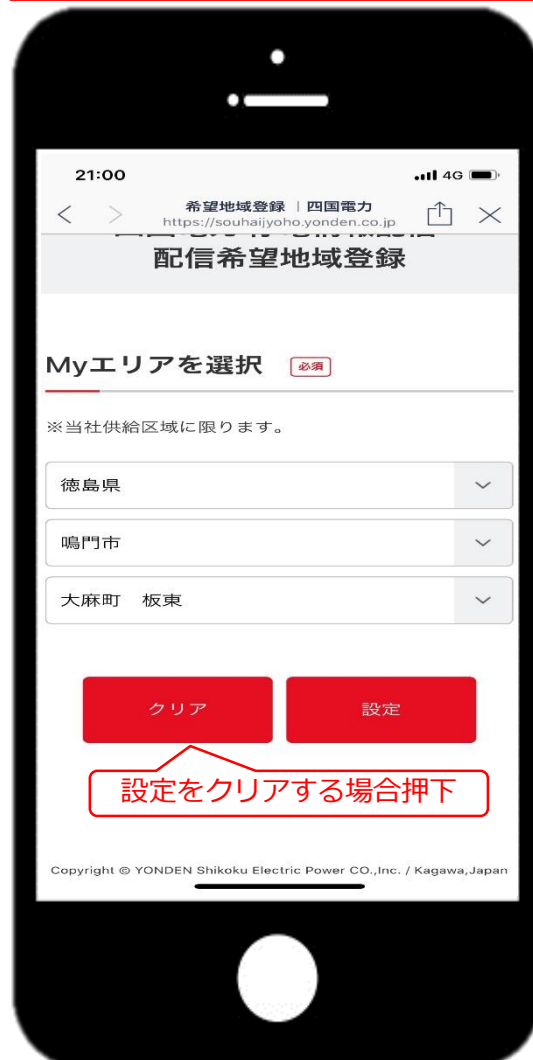 21:00
4G
希望地域登録 | 四国電力
https://souhaijyoho.yonden.co.jp
配信希望地域登録
Myエリアを選択 必須
※当社供給区域に限ります。
徳島県
鳴門市
大麻町 板東
クリア 設定
設定をクリアする場合押下
Copyright © YONDEN Shikoku Electric Power CO.,Inc. / Kagawa,Japan